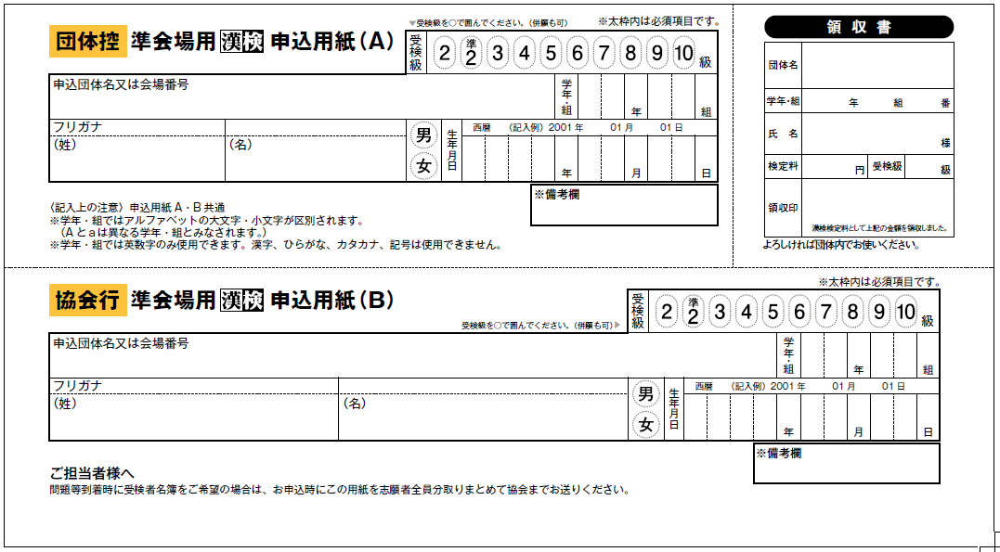 ▼受検級を○で囲んでください。（併願も可）
※太枠内は必須項目です。
団体控 準会場用 漢検 申込用紙（A）
受検級 2 準2 3 4 5 6 7 8 9 10 級
申込団体名又は会場番号
学年・組 年 組
フリガナ
（姓） （名）
男
女
生年月日
西暦 （記入例）2001年 01月 01日
年 月 日
※備考欄
〈記入上の注意〉申込用紙A・B共通
※学年・組ではアルファベットの大文字・小文字が区別されます。
（Aとaは異なる学年・組とみなされます。）
※学年・組では英数字のみ使用できます。漢字、ひらがな、カタカナ、記号は使用できません。
領収書
団体名
学年・組 年 組 番
氏 名 様
検定料 円 受検級 級
領収印
漢検検定料として上記の金額を領収しました。
よろしければ団体内でお使いください。
※太枠内は必須項目です。
協会行 準会場用 漢検 申込用紙（B）
受検級を○で囲んでください。（併願も可）▶
受検級 2 準2 3 4 5 6 7 8 9 10 級
申込団体名又は会場番号
学年・組 年 組
フリガナ
（姓） （名）
男
女
生年月日
西暦 （記入例）2001年 01月 01日
年 月 日
※備考欄
ご担当者様へ
問題等到着時に受検者名簿をご希望の場合は、お申込時にこの用紙を志願者全員分取りまとめて協会までお送りください。